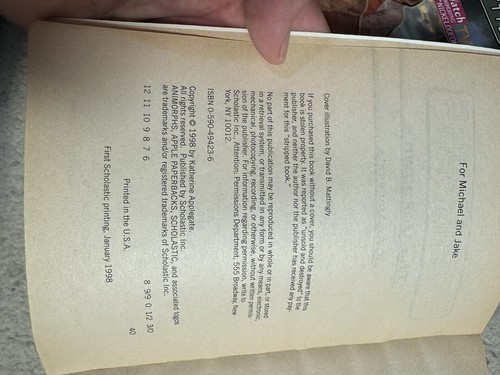 For Michael and Jake
Cover illustration by David B. Mattingly
If you purchased this book without a cover, you should be aware that this
book is stolen property. It was reported as "unsold and destroyed" to the
publisher, and neither the author nor the publisher has received any pay-
ment for this "stripped book."
No part of this publication may be reproduced in whole or in part, or stored
in a retrieval system, or transmitted in any form or by any means, electronic,
mechanical, photocopying, recording, or otherwise, without written permis-
sion of the publisher. For information regarding permission, write to
Scholastic Inc., Attention: Permissions Department, 555 Broadway, New
York, NY 10012.
ISBN 0-590-49423-6
Copyright © 1998 by Katherine Applegate.
All rights reserved. Published by Scholastic Inc.
ANIMORPHS, APPLE PAPERBACKS, SCHOLASTIC, and associated logos
are trademarks and/or registered trademarks of Scholastic Inc.
12 11 10 9 8 7 6 8 9/9 0 1/2 3/0
Printed in the U.S.A. 40
First Scholastic printing, January 1998